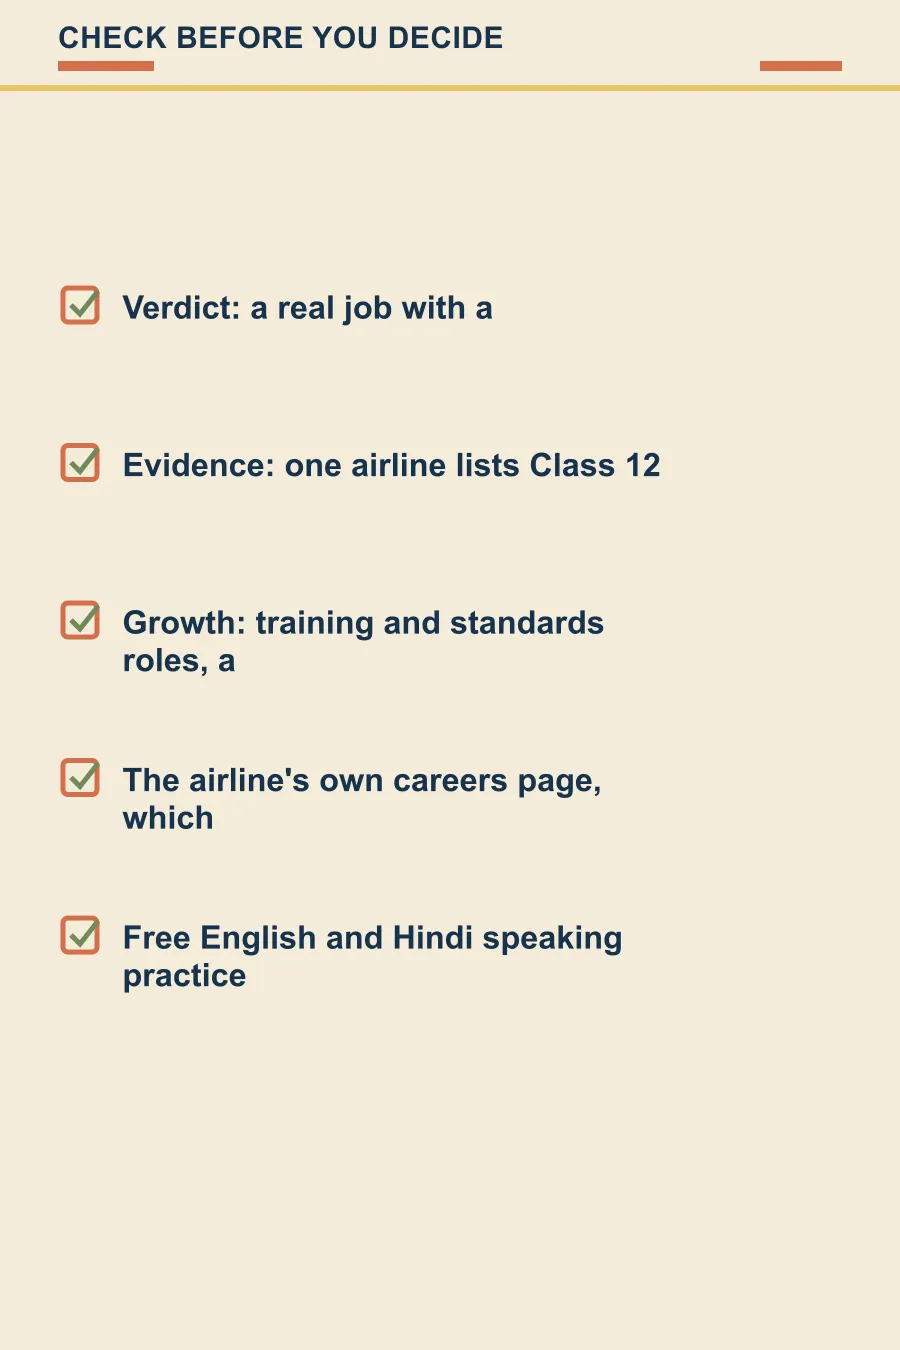 CHECK BEFORE YOU DECIDE
Verdict: a real job with a
Evidence: one airline lists Class 12
Growth: training and standards
roles, a
The airline's own careers page,
which
Free English and Hindi speaking
practice